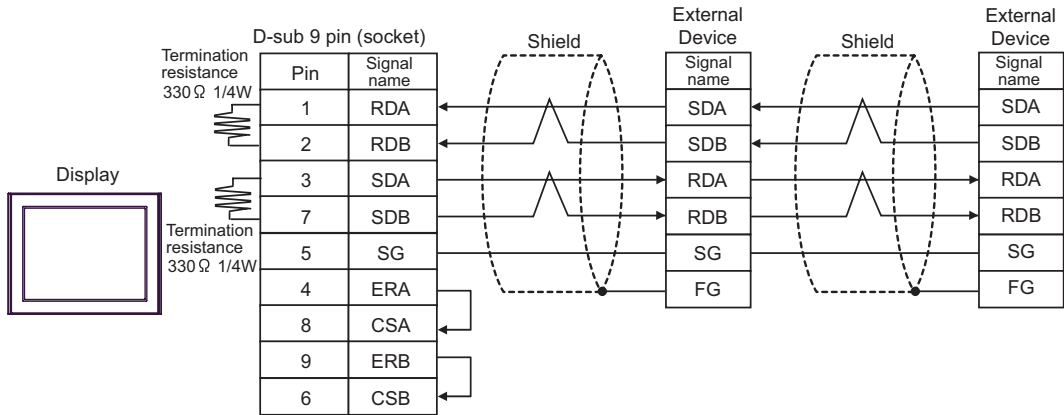 External
Device
External
Device
D-sub 9 pin (socket)
Shield
Shield
Termination
resistance
330Ω 1/4W
Pin
Signal
name
Signal
name
Signal
name
1
RDA
SDA
SDA
2
RDB
SDB
SDB
Display
3
SDA
RDA
RDA
7
SDB
RDB
RDB
Termination
resistance
330Ω 1/4W
5
SG
SG
SG
4
ERA
FG
FG
8
CSA
9
ERB
6
CSB